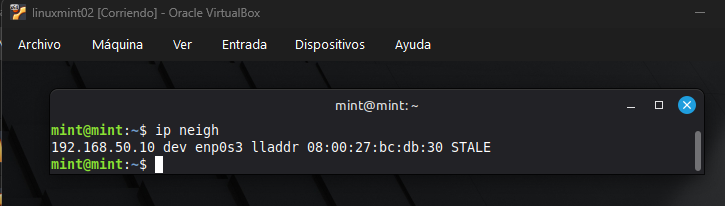 linuxmint02 [Corriendo] - Oracle VirtualBox
Archivo Máquina Ver Entrada Dispositivos Ayuda
mint@mint: ~
mint@mint:~$ ip neigh
192.168.50.10 dev enp0s3 lladdr 08:00:27:bc:db:30 STALE
mint@mint:~$